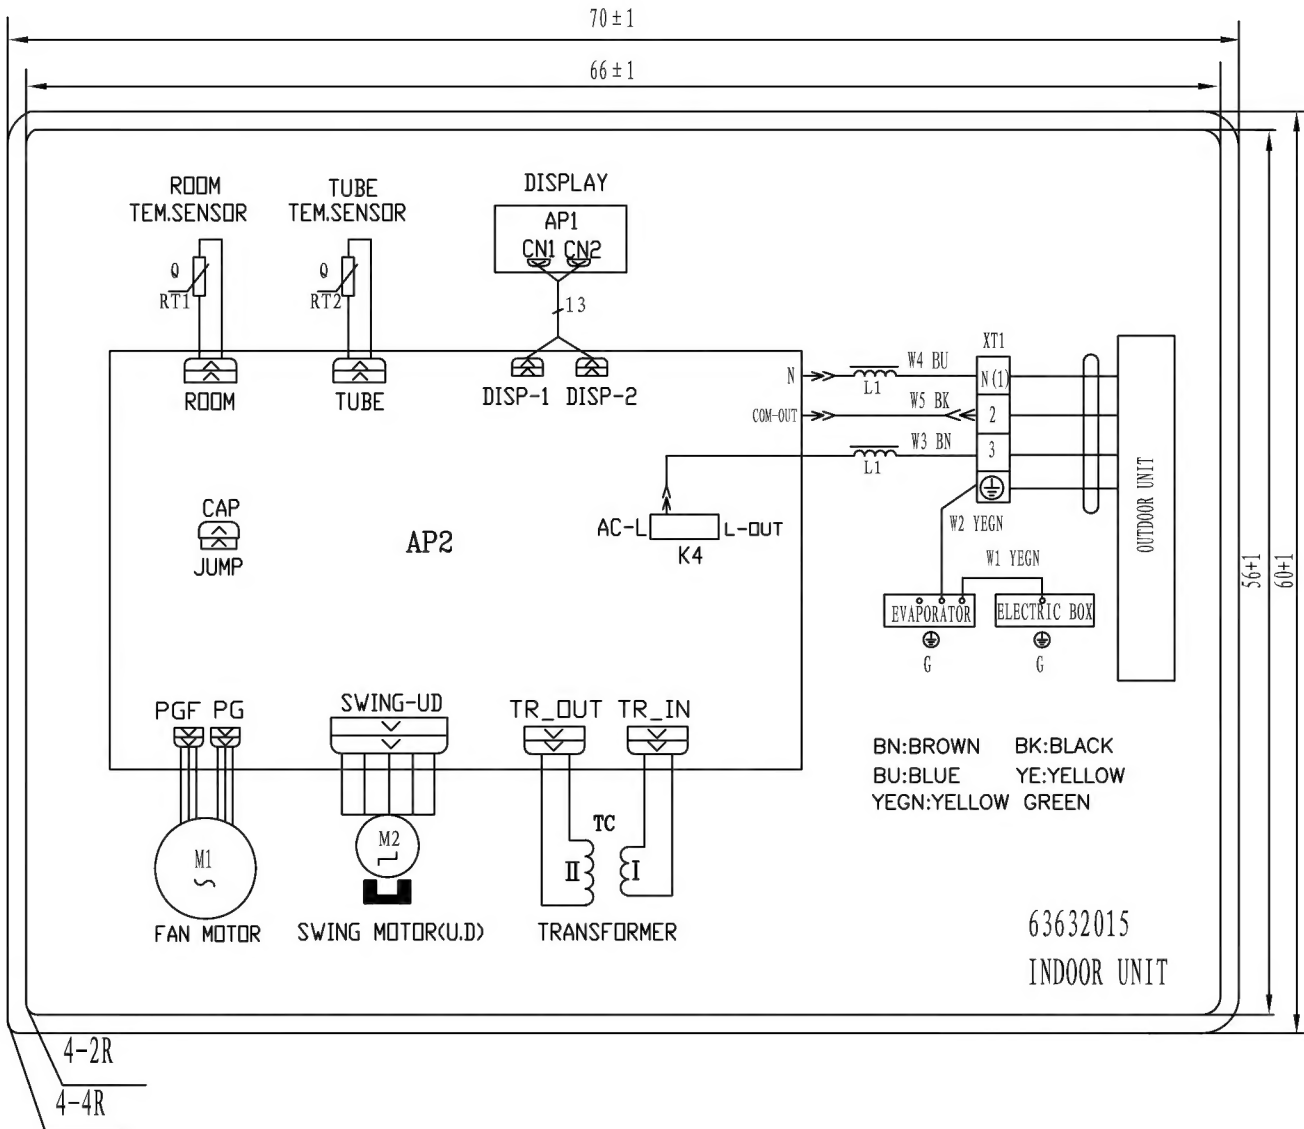 70±1
66±1
ROOM
TEM.SENSOR
TUBE
TEM.SENSOR
DISPLAY
AP1
CN1 CN2
Q
RT1
Q
RT2
13
ROOM
TUBE
DISP-1 DISP-2
N
W4 BU
L1
XT1
N(1)
COM-OUT
W5 BK
2
W3 BN
L1
3
OUTDOOR UNIT
CAP
JUMP
AP2
AC-L
L-OUT
K4
W2 YEGN
W1 YEGN
EVAPORATOR
ELECTRIC BOX
G
G
56±1
60±1
PGF PG
SWING-UD
TR_OUT TR_IN
BN:BROWN BK:BLACK
BU:BLUE YE:YELLOW
YEGN:YELLOW GREEN
M1
M2
TC
II
I
FAN MOTOR
SWING MOTOR(U.D)
TRANSFORMER
63632015
INDOOR UNIT
4-2R
4-4R